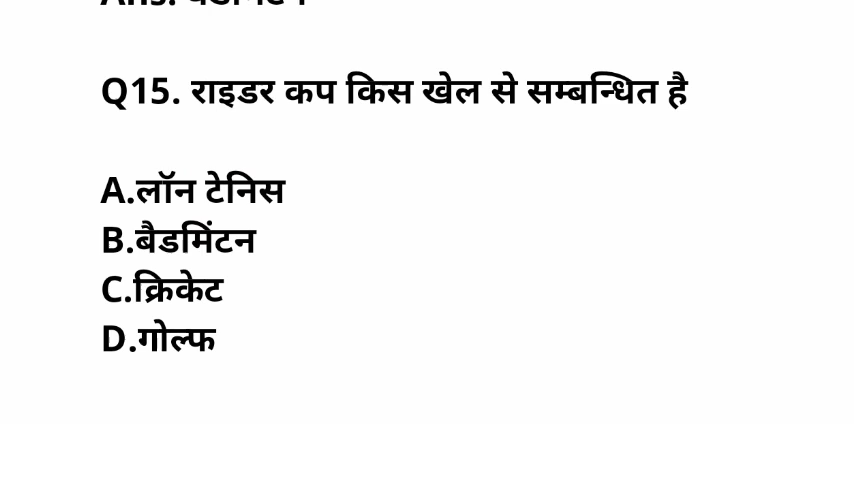 Q15. राइडर कप किस खेल से सम्बन्धित है
A.लॉन टेनिस
B.बैडमिंटन
C.क्रिकेट
D.गोल्फ